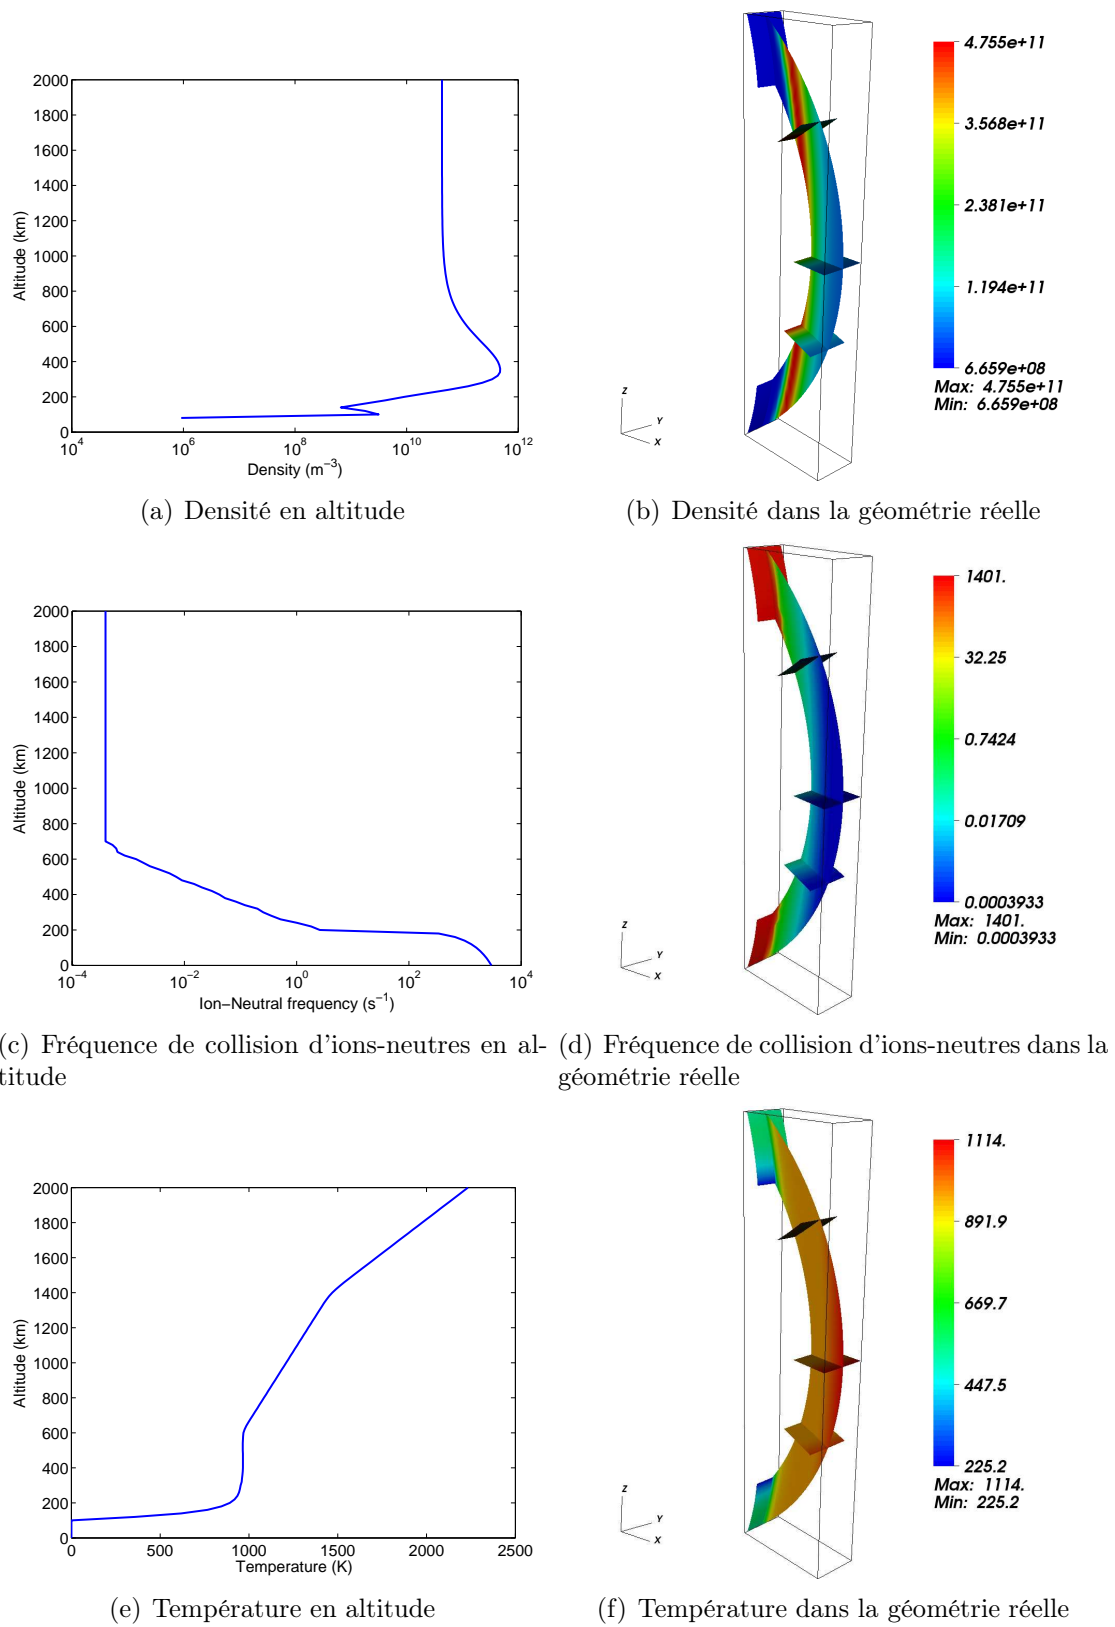 2000
1800
1600
1400
1200
1000
800
600
400
200
0
Altitude (km)
10^4 10^6 10^8 10^10 10^12
Density (m^−3)
4.755e+11
3.568e+11
2.381e+11
1.194e+11
6.659e+08
Max: 4.755e+11
Min: 6.659e+08
Z
Y
X
(a) Densité en altitude
(b) Densité dans la géométrie réelle
2000
1800
1600
1400
1200
1000
800
600
400
200
0
Altitude (km)
10^−4 10^−2 10^0 10^2 10^4
Ion−Neutral frequency (s^−1)
1401.
32.25
0.7424
0.01709
0.0003933
Max: 1401.
Min: 0.0003933
Z
Y
X
(c) Fréquence de collision d'ions-neutres en al-
titude
(d) Fréquence de collision d'ions-neutres dans la
géométrie réelle
2000
1800
1600
1400
1200
1000
800
600
400
200
0
Altitude (km)
0 500 1000 1500 2000 2500
Temperature (K)
1114.
891.9
669.7
447.5
225.2
Max: 1114.
Min: 225.2
Z
Y
X
(e) Température en altitude
(f) Température dans la géométrie réelle